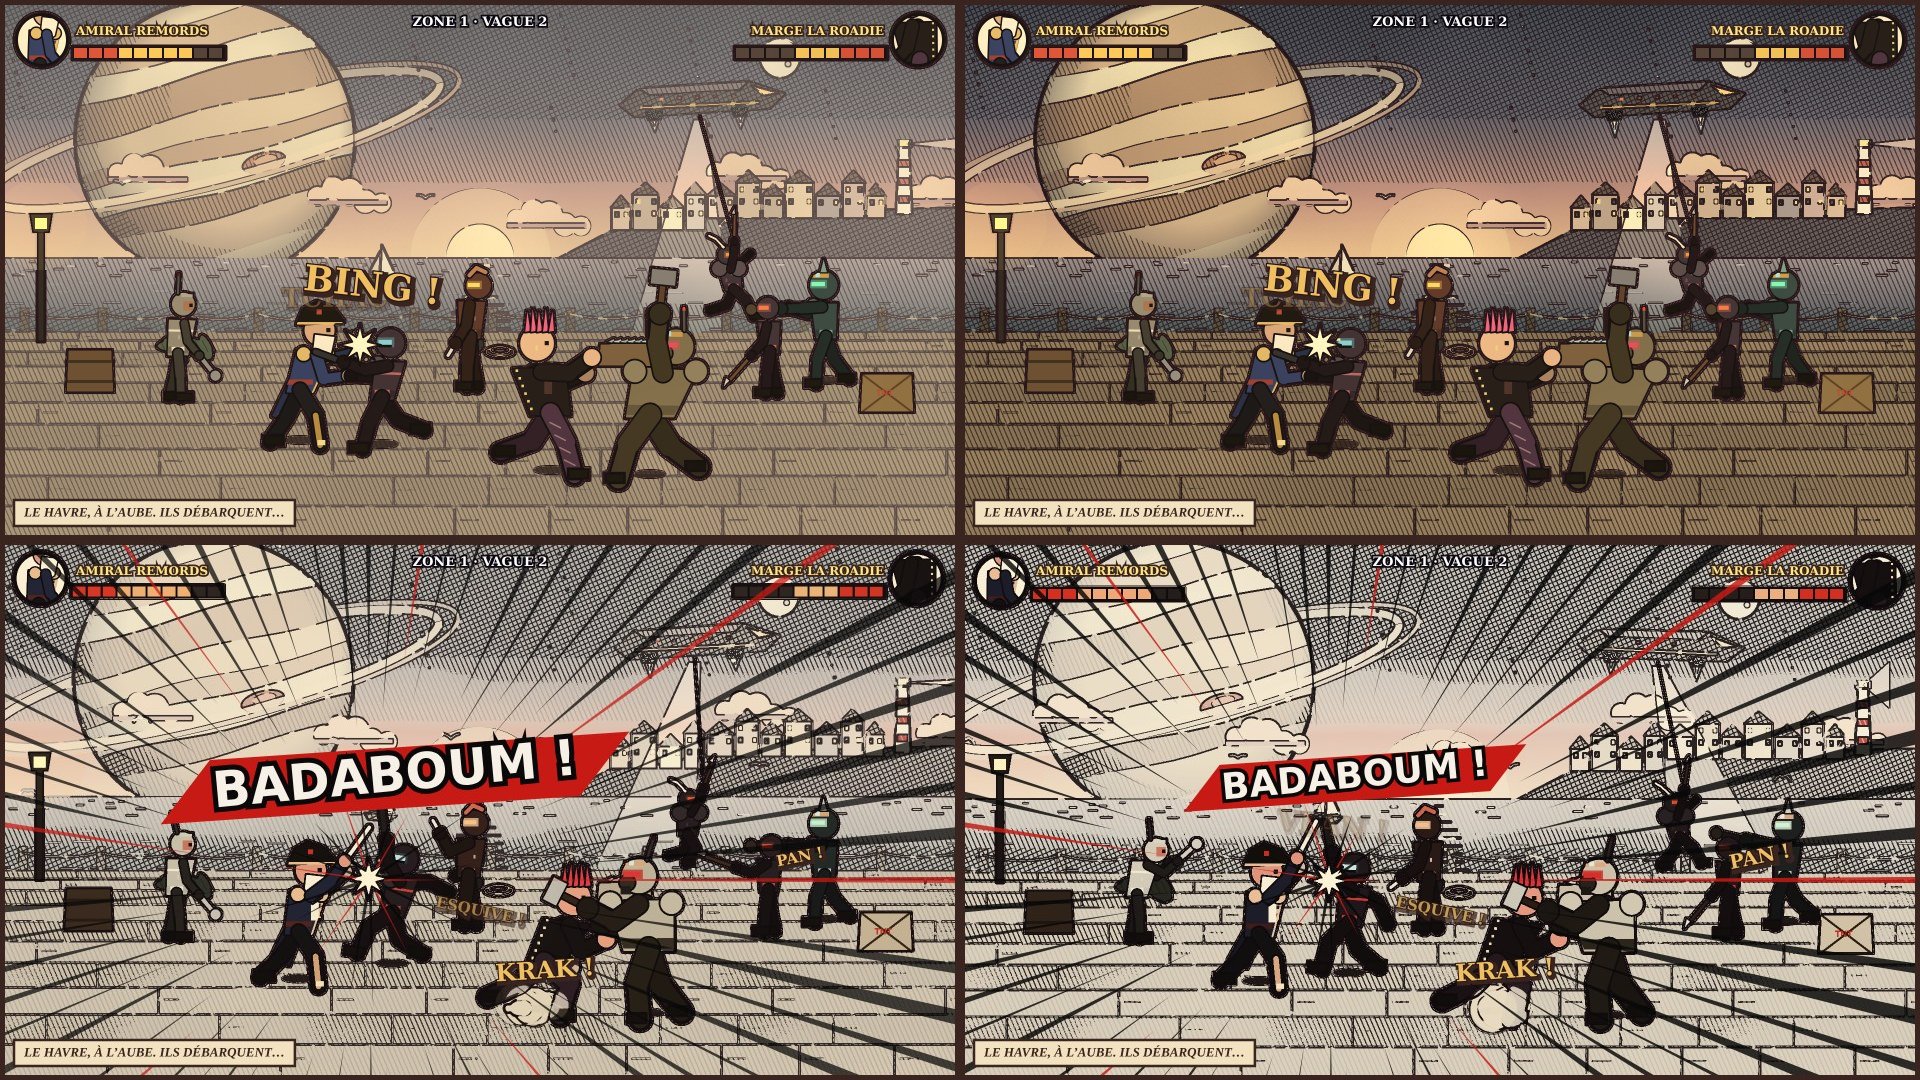 ZONE 1 · VAGUE 2
AMIRAL REMORDS
MARGE LA ROADIE
BING !
LE HAVRE, À L’AUBE. ILS DÉBARQUENT…
ZONE 1 · VAGUE 2
AMIRAL REMORDS
MARGE LA ROADIE
BING !
LE HAVRE, À L’AUBE. ILS DÉBARQUENT…
ZONE 1 · VAGUE 2
AMIRAL REMORDS
MARGE LA ROADIE
BADABOUM !
PAN !
ESQUIVE !
KRAK !
LE HAVRE, À L’AUBE. ILS DÉBARQUENT…
ZONE 1 · VAGUE 2
AMIRAL REMORDS
MARGE LA ROADIE
BADABOUM !
PAN !
ESQUIVE !
KRAK !
LE HAVRE, À L’AUBE. ILS DÉBARQUENT…